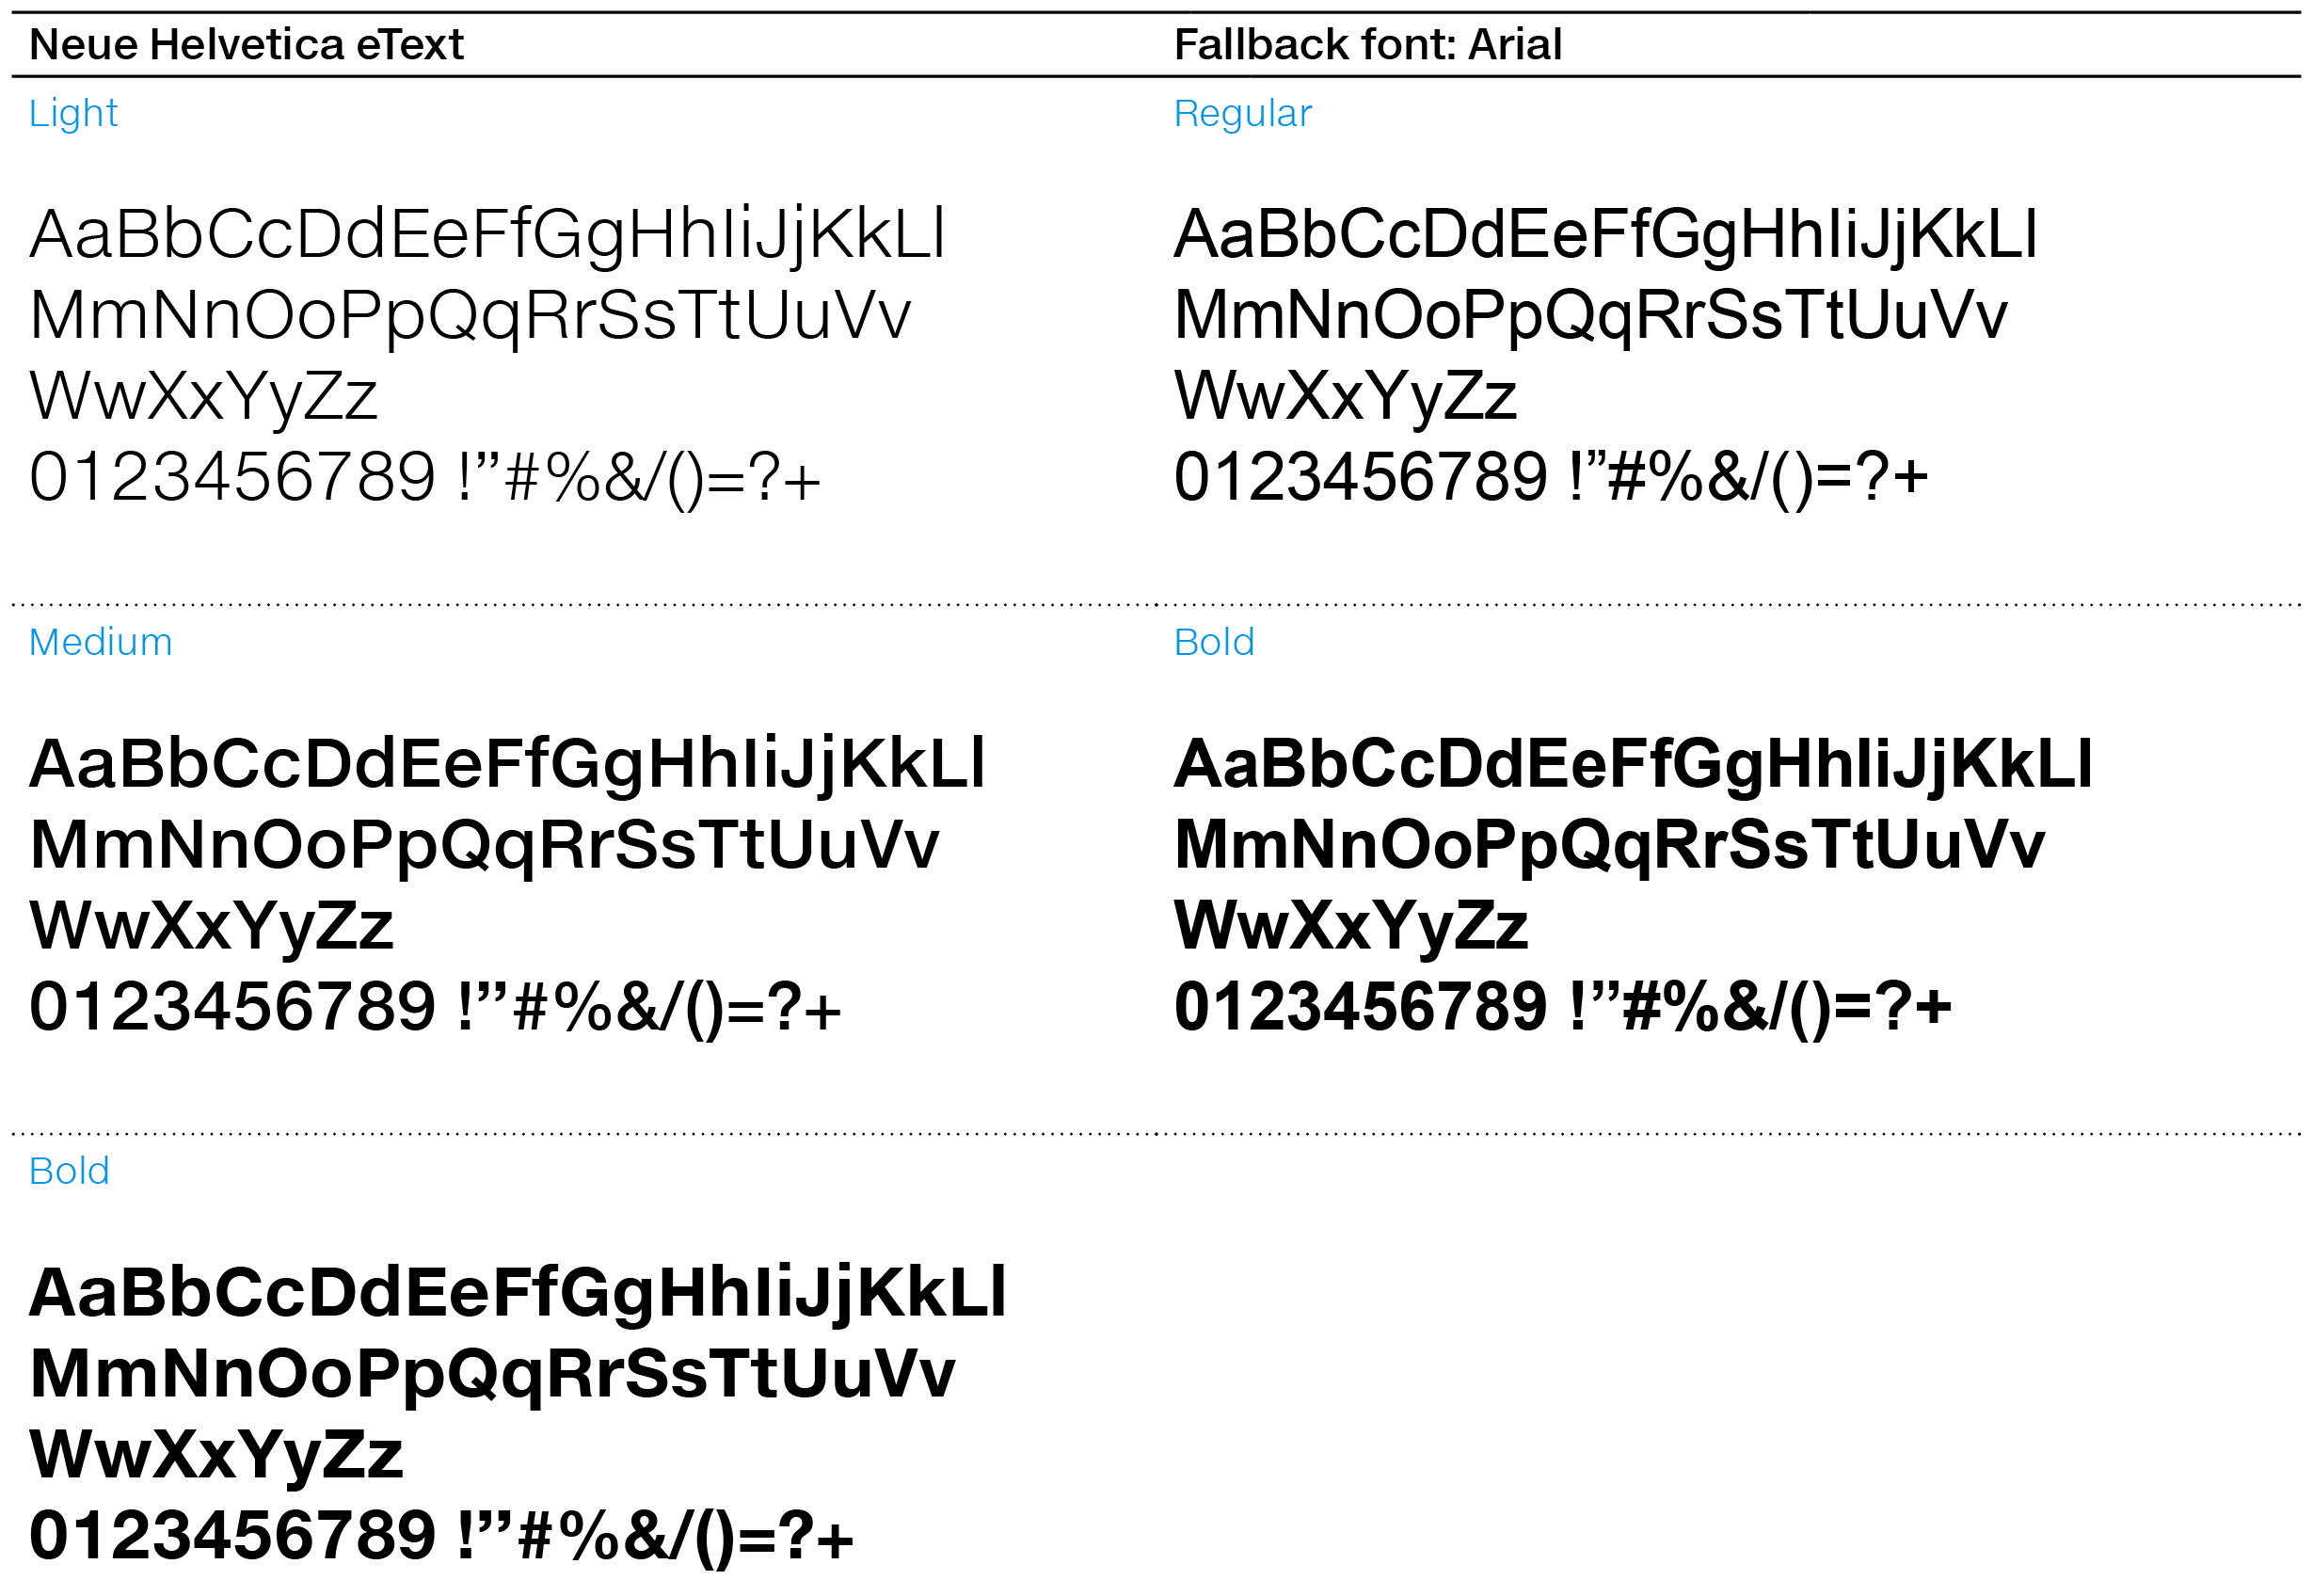 Neue Helvetica eText
Fallback font: Arial
Light
AaBbCcDdEeFfGgHhIiJjKkLl
MmNnOoPpQqRrSsTtUuVv
WwXxYyZz
0123456789 !”#%&/()=?+
Regular
AaBbCcDdEeFfGgHhIiJjKkLl
MmNnOoPpQqRrSsTtUuVv
WwXxYyZz
0123456789 !”#%&/()=?+
Medium
AaBbCcDdEeFfGgHhIiJjKkLl
MmNnOoPpQqRrSsTtUuVv
WwXxYyZz
0123456789 !”#%&/()=?+
Bold
AaBbCcDdEeFfGgHhIiJjKkLl
MmNnOoPpQqRrSsTtUuVv
WwXxYyZz
0123456789 !”#%&/()=?+
Bold
AaBbCcDdEeFfGgHhIiJjKkLl
MmNnOoPpQqRrSsTtUuVv
WwXxYyZz
0123456789 !”#%&/()=?+